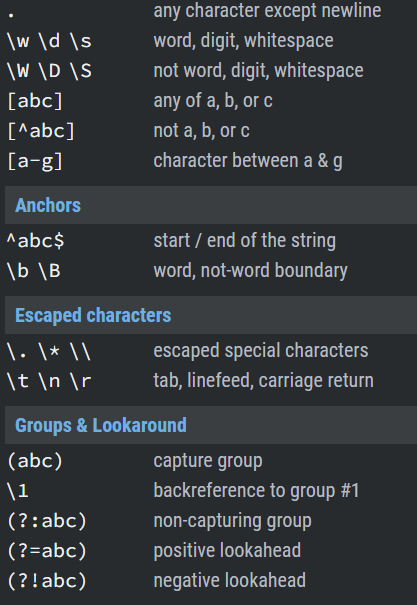 . any character except newline
\w \d \s word, digit, whitespace
\W \D \S not word, digit, whitespace
[abc] any of a, b, or c
[^abc] not a, b, or c
[a-g] character between a & g
Anchors
^abc$ start / end of the string
\b \B word, not-word boundary
Escaped characters
\. \* \\ escaped special characters
\t \n \r tab, linefeed, carriage return
Groups & Lookaround
(abc) capture group
\1 backreference to group #1
(?:abc) non-capturing group
(?=abc) positive lookahead
(?!abc) negative lookahead